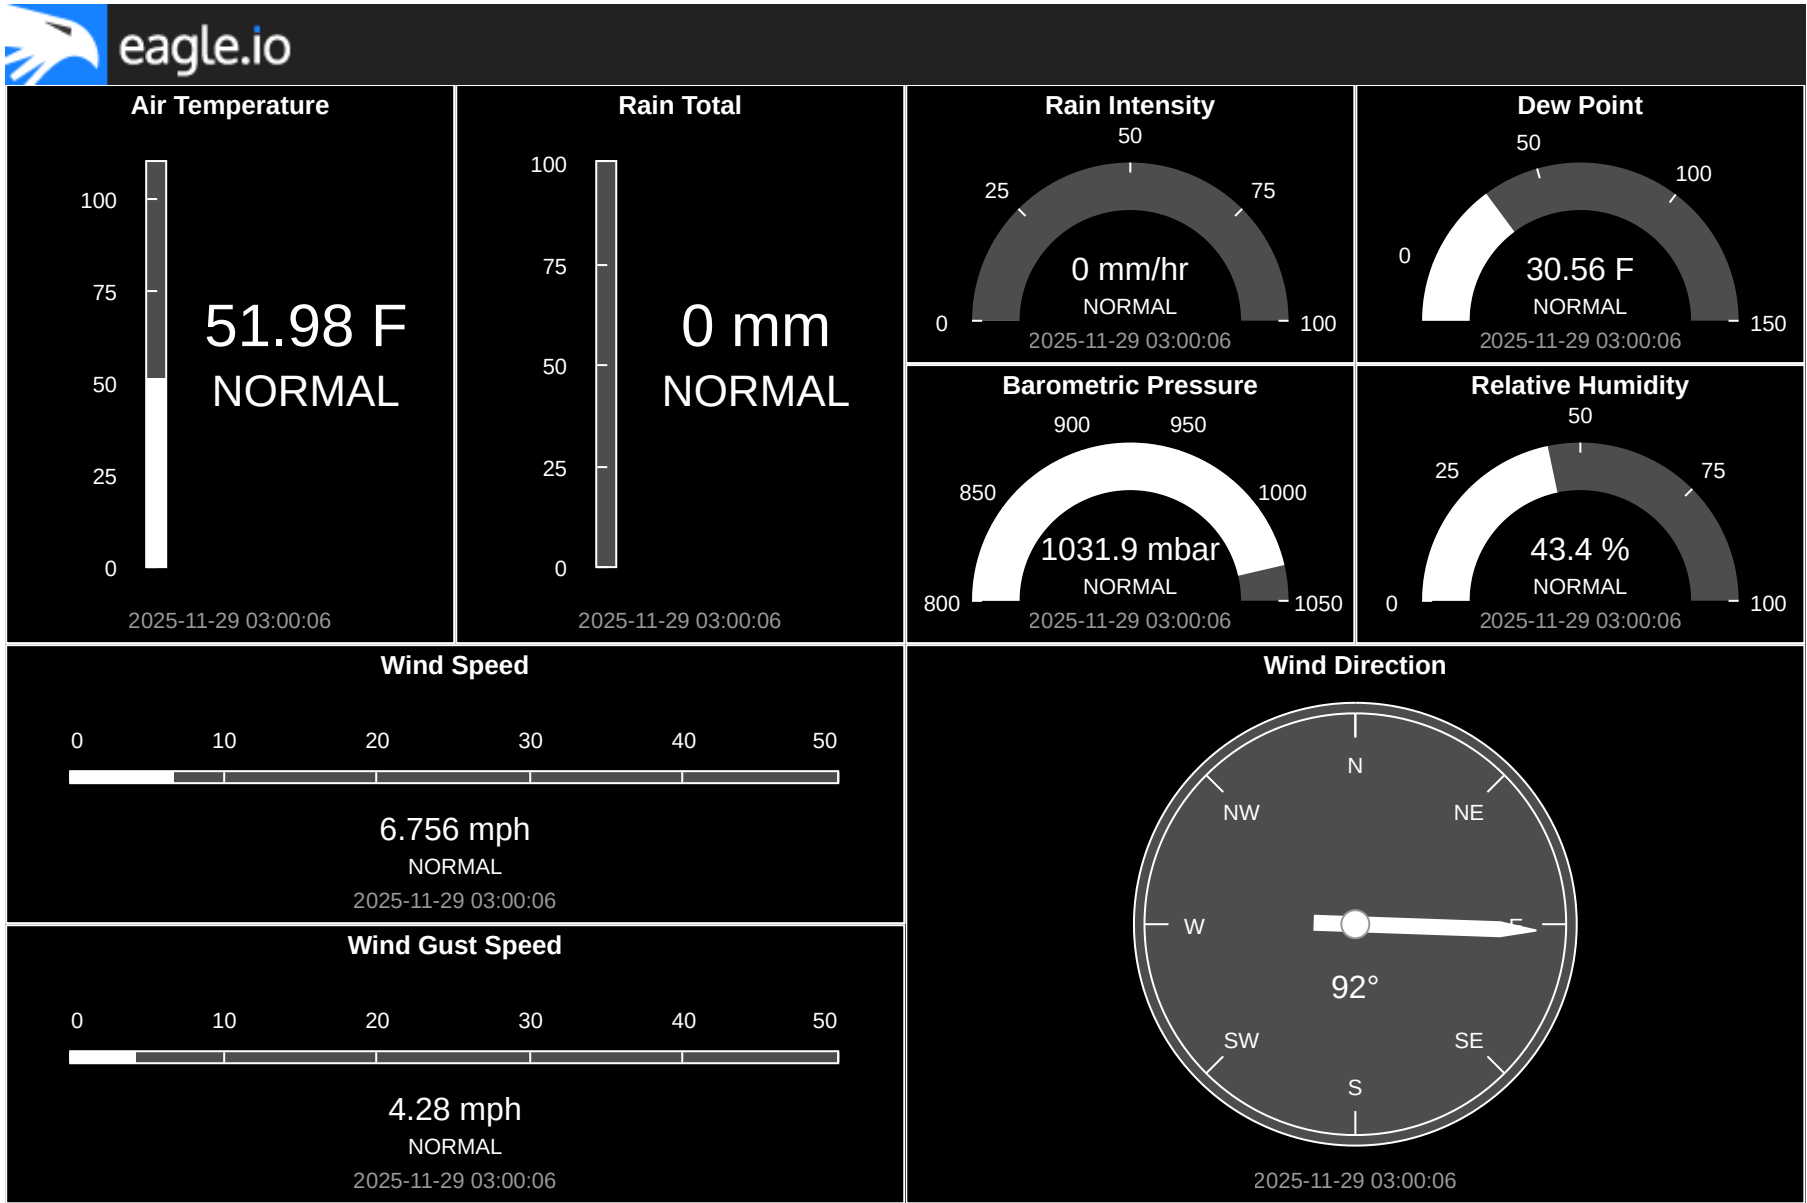 eagle.io
Air Temperature
100
75
50
25
0
51.98 F
NORMAL
2025-11-29 03:00:06
Rain Total
100
75
50
25
0
0 mm
NORMAL
2025-11-29 03:00:06
Rain Intensity
0
25
50
75
100
0 mm/hr
NORMAL
2025-11-29 03:00:06
Dew Point
0
50
100
150
30.56 F
NORMAL
2025-11-29 03:00:06
Barometric Pressure
800
850
900
950
1000
1050
1031.9 mbar
NORMAL
2025-11-29 03:00:06
Relative Humidity
0
25
50
75
100
43.4 %
NORMAL
2025-11-29 03:00:06
Wind Speed
0 10 20 30 40 50
6.756 mph
NORMAL
2025-11-29 03:00:06
Wind Gust Speed
0 10 20 30 40 50
4.28 mph
NORMAL
2025-11-29 03:00:06
Wind Direction
N
NW NE
W
92°
SW SE
S
2025-11-29 03:00:06